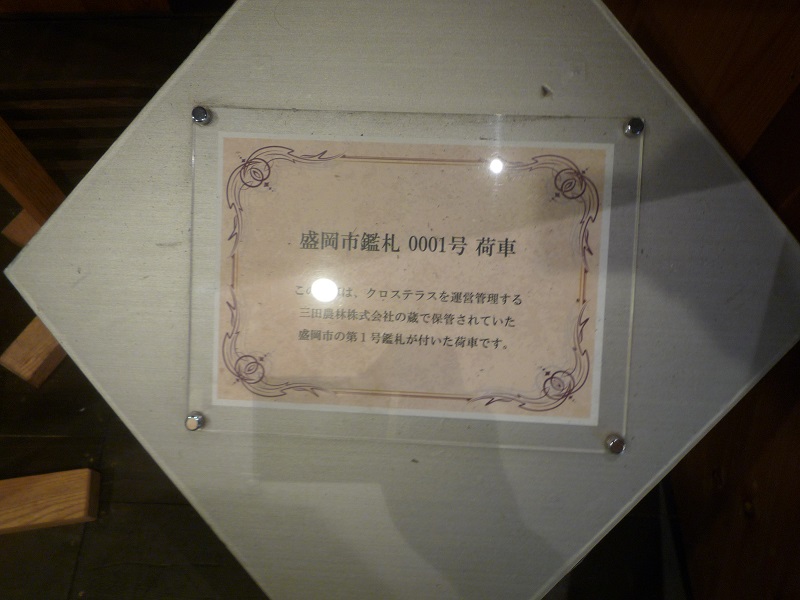 盛岡市鑑札 0001号 荷車
この は、クロステラスを運営管理する
三田農林株式会社の蔵で保管されていた
盛岡市の第1号鑑札が付いた荷車です。